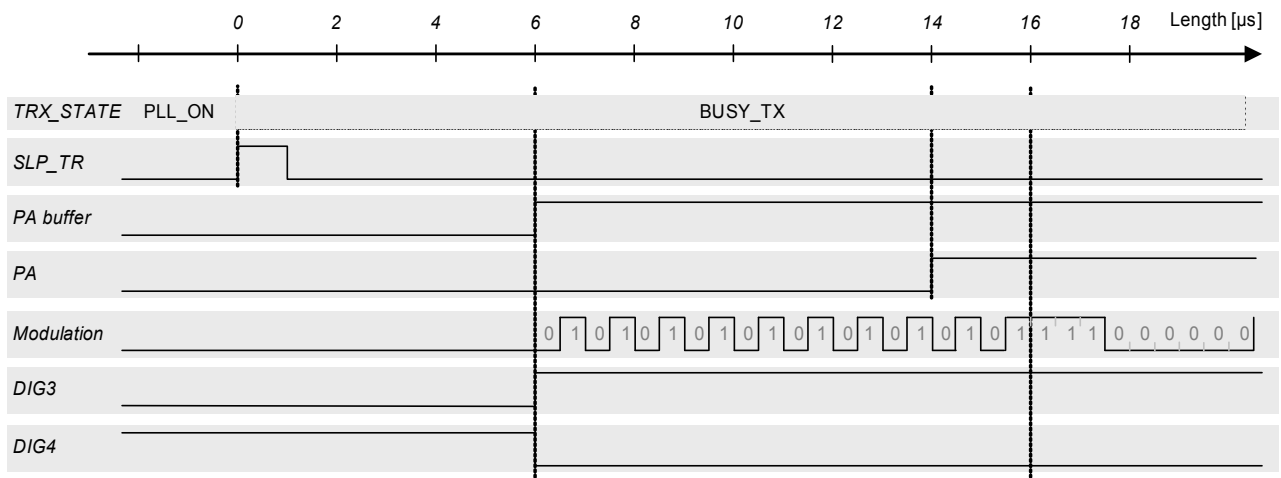 0 2 4 6 8 10 12 14 16 18 Length [µs]
TRX_STATE PLL_ON BUSY_TX
SLP_TR
PA buffer
PA
Modulation 0 1 0 1 0 1 0 1 0 1 0 1 0 1 0 1 0 1 0 1 1 1 1 0 0 0 0 0 0
DIG3
DIG4